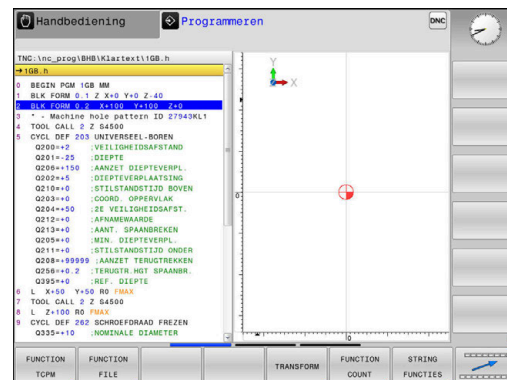 Handbediening
Programmeren
DNC
TNC:\nc_prog\BHB\Klartext\1GB.h
→1GB.h
0 BEGIN PGM 1GB MM
1 BLK FORM 0.1 Z X+0 Y+0 Z-40
2 BLK FORM 0.2 X+100 Y+100 Z+0
3 * - Machine hole pattern ID 27943KL1
4 TOOL CALL 2 Z S4500
5 CYCL DEF 203 UNIVERSEEL-BOREN
Q200=+2 ;VEILIGHEIDSAFSTAND
Q201=-25 ;DIEPTE
Q206=+150 ;AANZET DIEPTEVERPL.
Q202=+5 ;DIEPTEVERPLAATSING
Q210=+0 ;STILSTANDSTIJD BOVEN
Q203=+0 ;COORD. OPPERVLAK
Q204=+50 ;2E VEILIGHEIDSAFST.
Q212=+0 ;AFNAMEWAARDE
Q213=+0 ;AANT. SPAANBREKEN
Q205=+0 ;MIN. DIEPTEVERPL.
Q211=+0 ;STILSTANDSTIJD ONDER
Q208=+99999 ;AANZET TERUGTREKKEN
Q256=+0.2 ;TERUGTR.HGT SPAANBR.
Q395=+0 ;REF. DIEPTE
6 L X+50 Y+50 R0 FMAX
7 TOOL CALL 2 Z S4500
8 L Z+100 R0 FMAX
9 CYCL DEF 262 SCHROEFDRAAD FREZEN
Q335=+10 ;NOMINALE DIAMETER
Y
X
0
0
FUNCTION TCPM
FUNCTION FILE
TRANSFORM
FUNCTION COUNT
STRING FUNCTIES